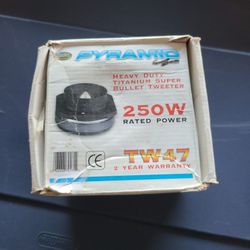 PYRAMID
HEAVY DUTY
TITANIUM SUPER
BULLET TWEETER
250W
RATED POWER
CE
TW47
2 YEAR WARRANTY